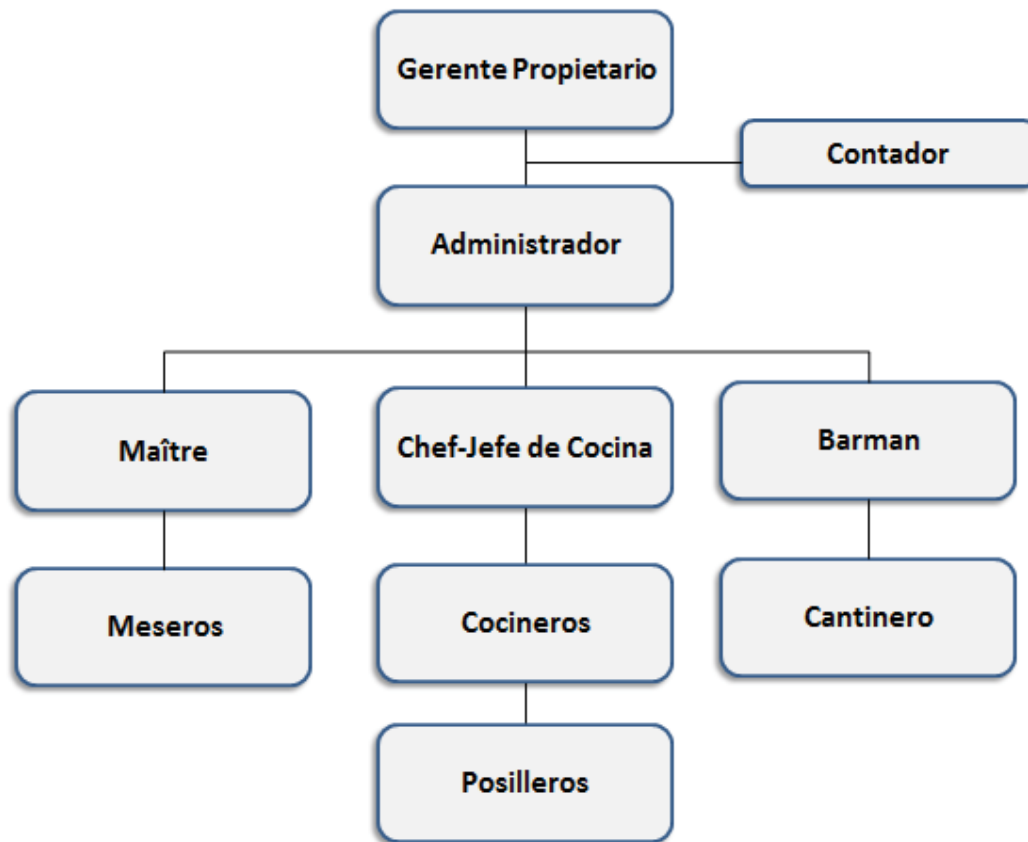 Gerente Propietario
Contador
Administrador
Maître
Chef-Jefe de Cocina
Barman
Meseros
Cocineros
Cantinero
Posilleros